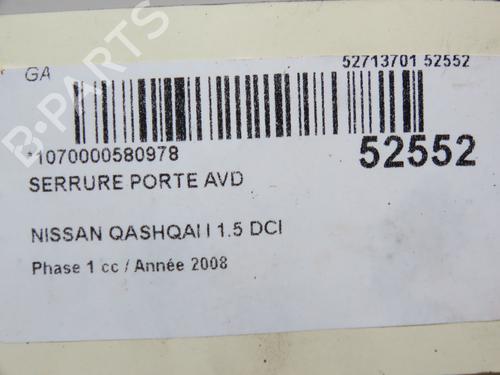 GA
52713701 52552
*1070000580978
52552
SERRURE PORTE AVD
NISSAN QASHQAI I 1.5 DCI
Phase 1 cc / Année 2008
B-PARTS